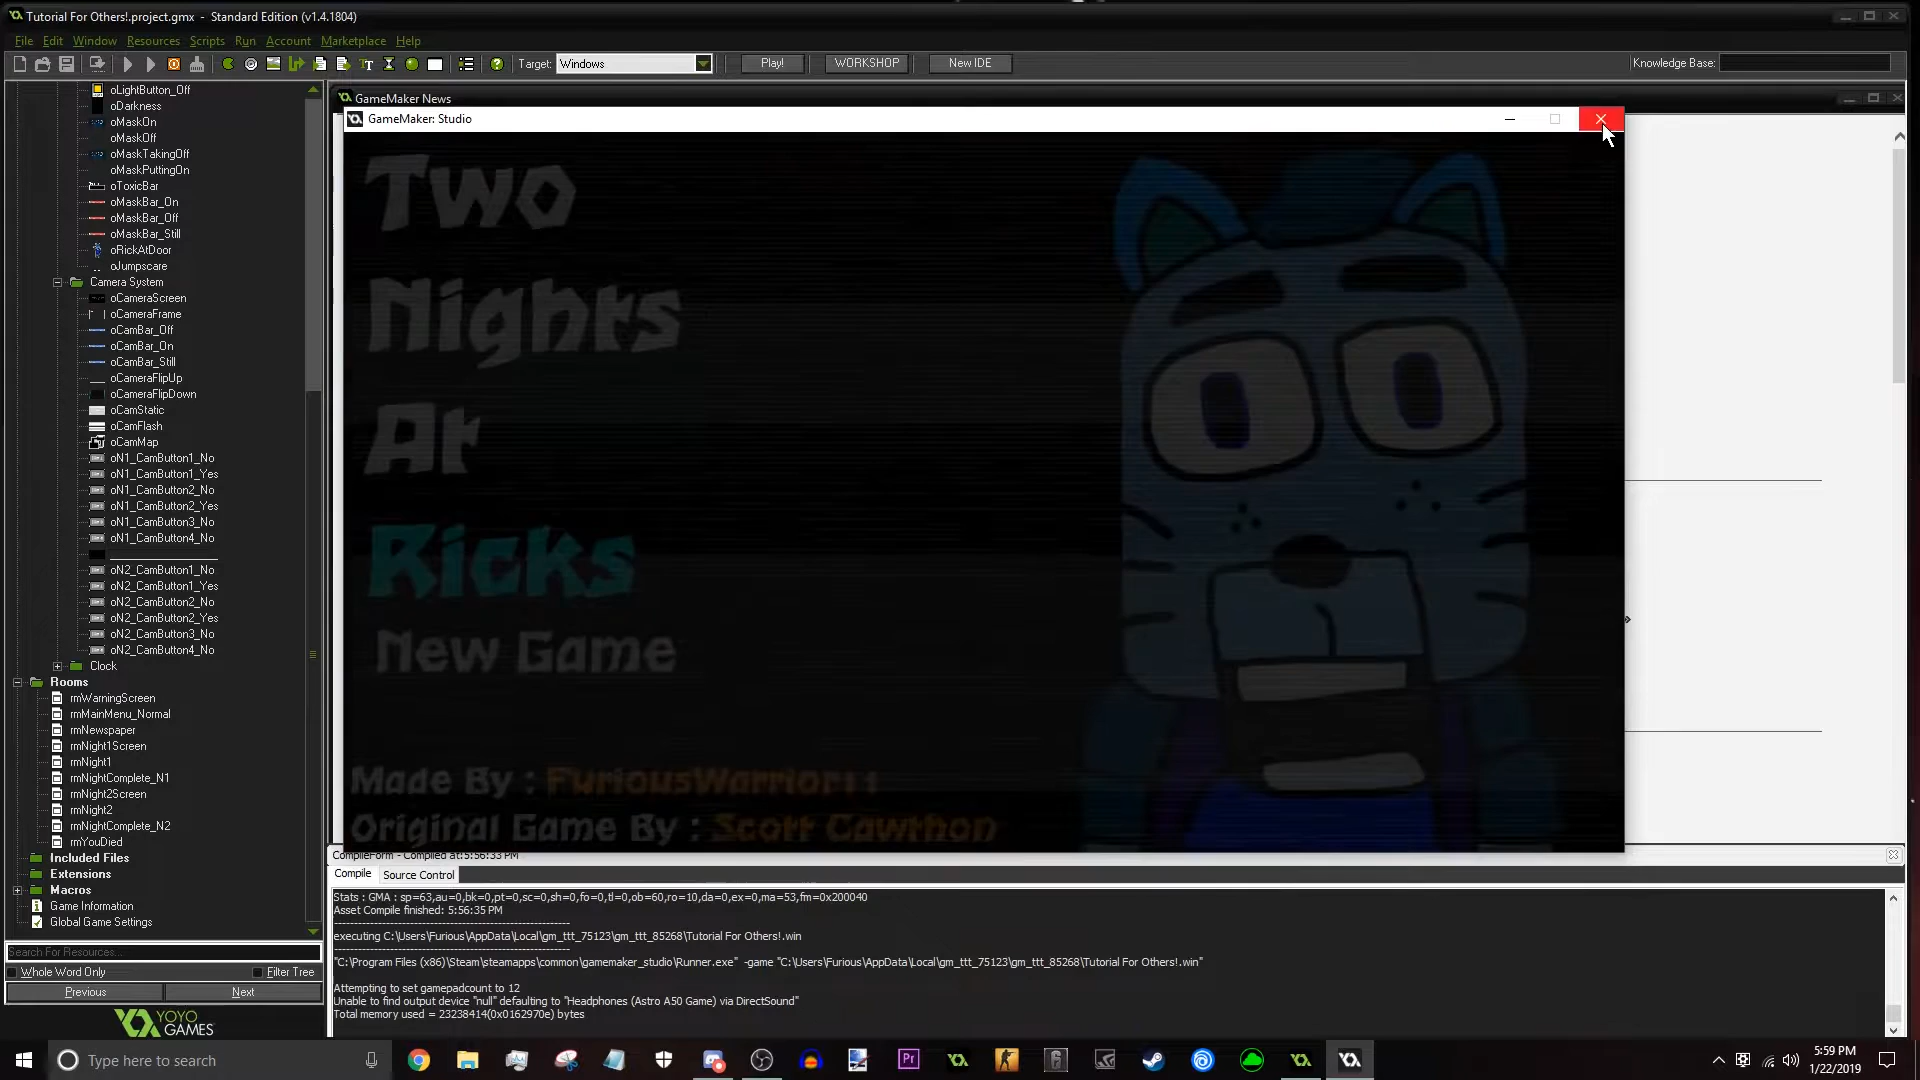 Tutorial For Others!.project.gmx - Standard Edition (v1.4.1804)
File Edit Window Resources Scripts Run Account Marketplace Help
Target: Windows Play! WORKSHOP New IDE Knowledge Base:
oLightButton_Off
oDarkness
oMaskOn
oMaskOff
oMaskTakingOff
oMaskPuttingOn
oToxicBar
oMaskBar_On
oMaskBar_Off
oMaskBar_Still
oRickAtDoor
oJumpscare
Camera System
oCameraScreen
oCameraFrame
oCamBar_Off
oCamBar_On
oCamBar_Still
oCameraFlipUp
oCameraFlipDown
oCamStatic
oCamFlash
oCamMap
oN1_CamButton1_No
oN1_CamButton1_Yes
oN1_CamButton2_No
oN1_CamButton2_Yes
oN1_CamButton3_No
oN1_CamButton4_No
oN2_CamButton1_No
oN2_CamButton1_Yes
oN2_CamButton2_No
oN2_CamButton2_Yes
oN2_CamButton3_No
oN2_CamButton4_No
Clock
Rooms
rmWarningScreen
rmMainMenu_Normal
rmNewspaper
rmNight1Screen
rmNight1
rmNightComplete_N1
rmNight2Screen
rmNight2
rmNightComplete_N2
rmYouDied
Included Files
Extensions
Macros
Game Information
Global Game Settings
Search For Resources...
Whole Word Only Filter Tree
Previous Next
YOYO
GAMES
GameMaker News
GameMaker: Studio
Two
Nights
At
Ricks
New Game
Made By : FuriousWarrior11
Original Game By : Scott Cawthon
CompileForm - Compiled at:5:56:33 PM
Compile Source Control
Stats : GMA : sp=63,au=0,bk=0,pt=0,sc=0,sh=0,fo=0,tl=0,ob=60,ro=10,da=0,ex=0,ma=53,fm=0x200040
Asset Compile finished: 5:56:35 PM
executing C:\Users\Furious\AppData\Local\gm_ttt_75123\gm_ttt_85268\Tutorial For Others!.win
"C:\Program Files (x86)\Steam\steamapps\common\gamemaker_studio\Runner.exe" -game "C:\Users\Furious\AppData\Local\gm_ttt_75123\gm_ttt_85268\Tutorial For Others!.win"
Attempting to set gamepadcount to 12
Unable to find output device "null" defaulting to "Headphones (Astro A50 Game) via DirectSound"
Total memory used = 23238414(0x0162970e) bytes
Type here to search
Pr
5:59 PM
1/22/2019